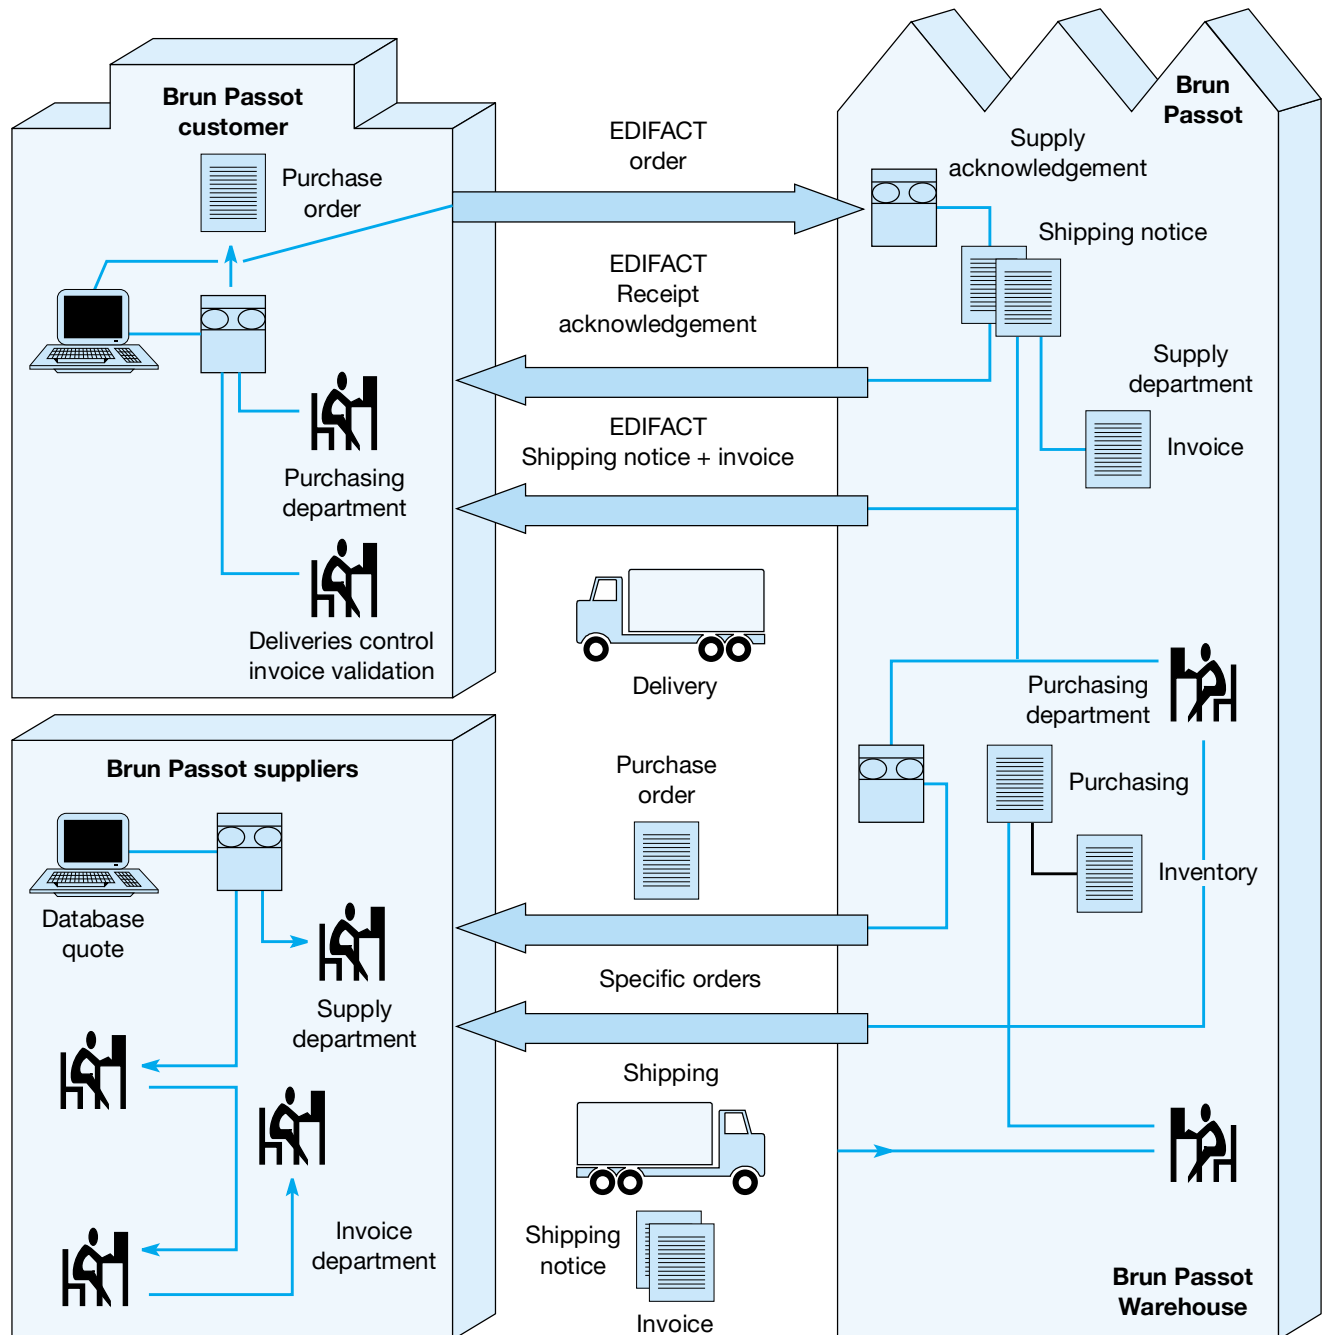 Brun Passot
customer
Purchase
order
Purchasing
department
Deliveries control
invoice validation
EDIFACT
order
EDIFACT
Receipt
acknowledgement
EDIFACT
Shipping notice + invoice
Delivery
Brun
Passot
Supply
acknowledgement
Shipping notice
Supply
department
Invoice
Purchasing
department
Purchasing
Inventory
Brun Passot suppliers
Database
quote
Supply
department
Invoice
department
Purchase
order
Specific orders
Shipping
Shipping
notice
Invoice
Brun Passot
Warehouse